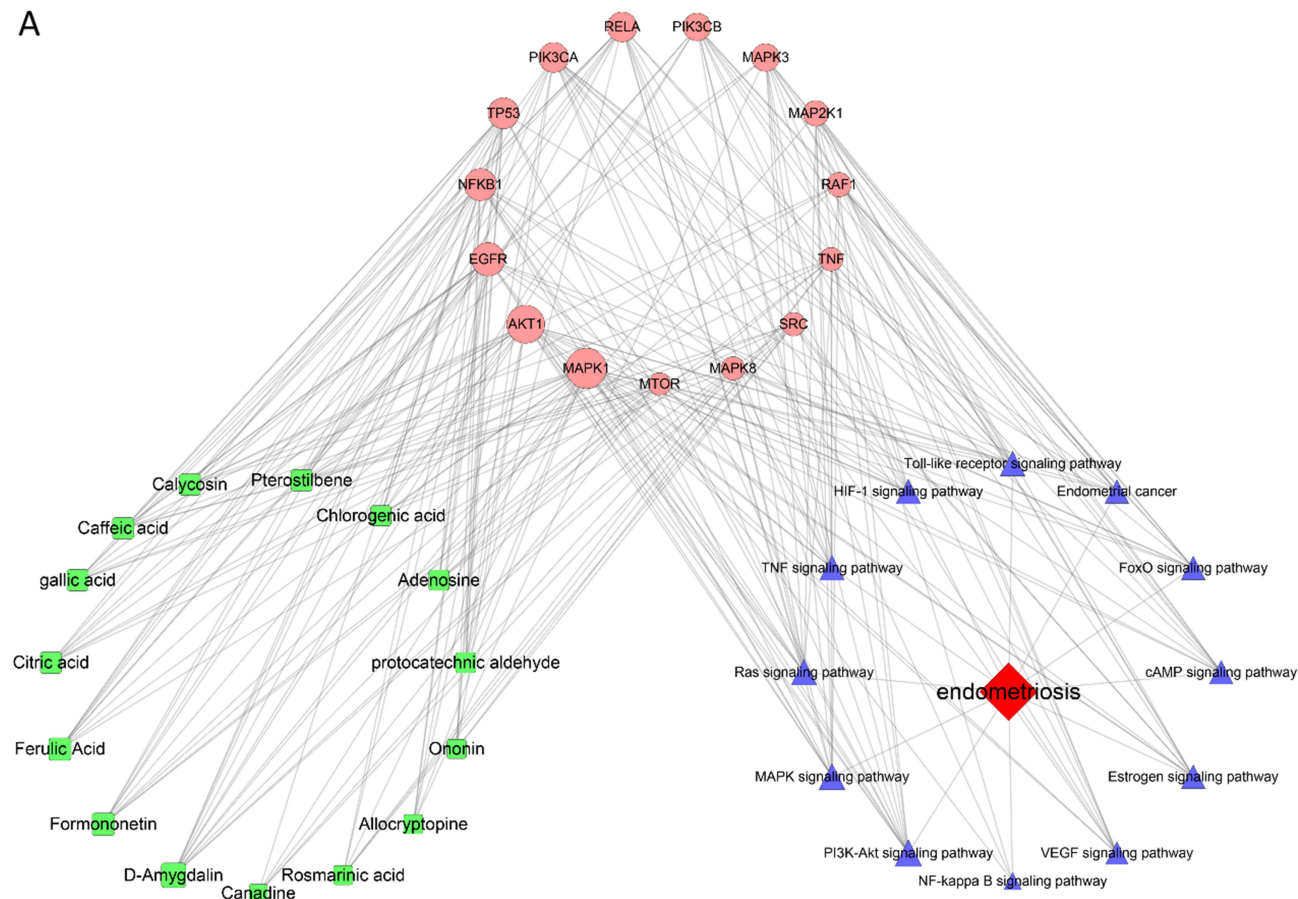 A
RELA
PIK3CB
PIK3CA
MAPK3
TP53
MAP2K1
NFKB1
RAF1
EGFR
TNF
AKT1
SRC
MAPK1
MTOR
MAPK8
Calycosin
Pterostilbene
Chlorogenic acid
Caffeic acid
gallic acid
Adenosine
Citric acid
protocatechnic aldehyde
Ferulic Acid
Ononin
Formononetin
Allocryptopine
D-Amygdalin
Canadine
Rosmarinic acid
Toll-like receptor signaling pathway
HIF-1 signaling pathway
Endometrial cancer
TNF signaling pathway
FoxO signaling pathway
Ras signaling pathway
cAMP signaling pathway
endometriosis
MAPK signaling pathway
Estrogen signaling pathway
PI3K-Akt signaling pathway
VEGF signaling pathway
NF-kappa B signaling pathway